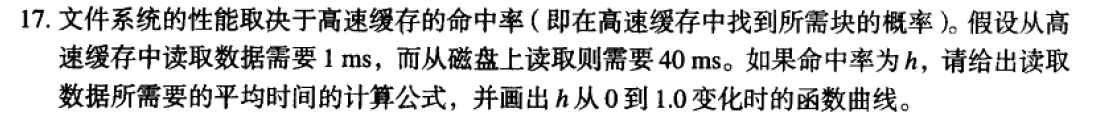 17. 文件系统的性能取决于高速缓存的命中率（即在高速缓存中找到所需块的概率）。假设从高
速缓存中读取数据需要 1 ms，而从磁盘上读取则需要 40 ms。如果命中率为 h，请给出读取
数据所需要的平均时间的计算公式，并画出 h 从 0 到 1.0 变化时的函数曲线。